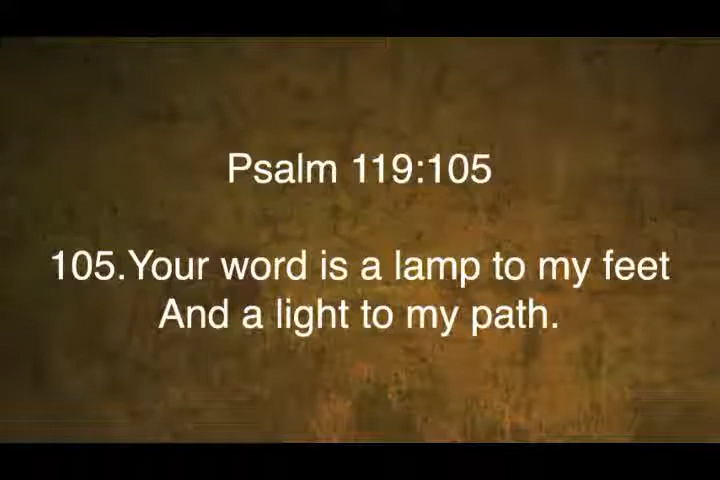 Psalm 119:105
105.Your word is a lamp to my feet
And a light to my path.